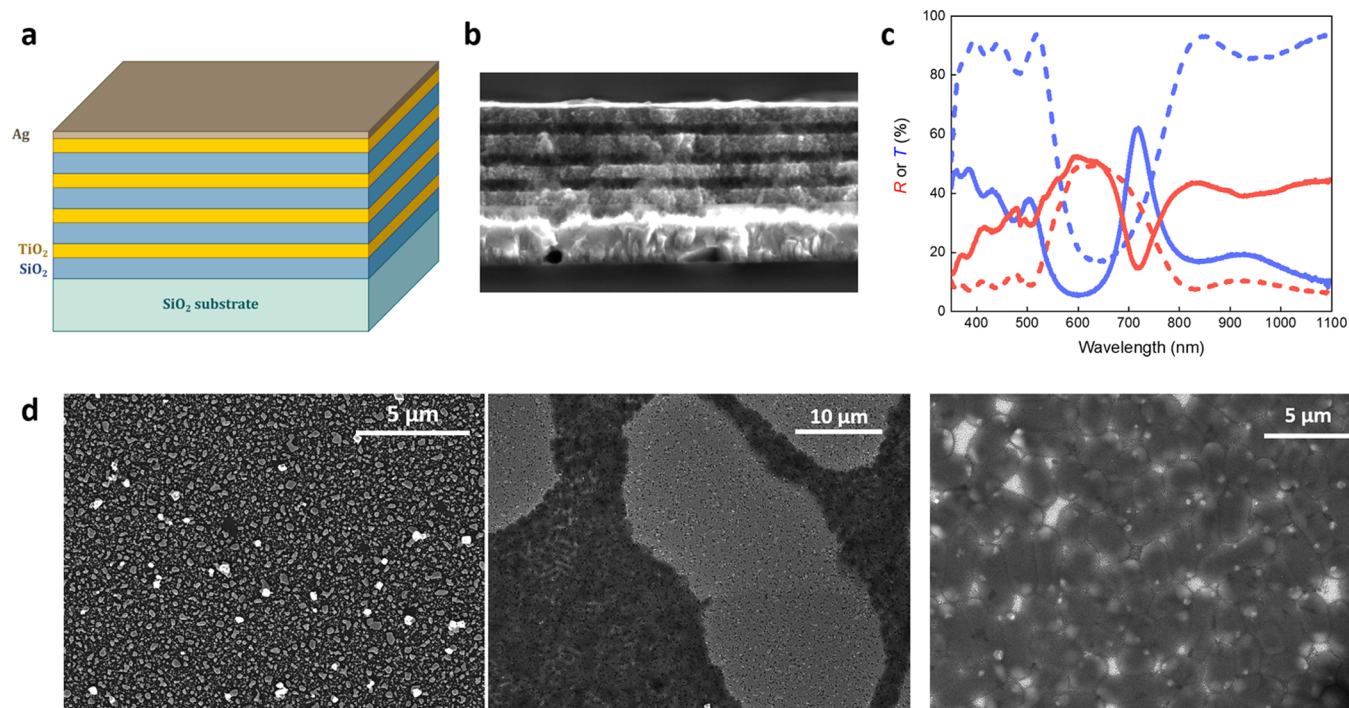 a
Ag
TiO₂
SiO₂
SiO₂ substrate
b
c
100
80
60
40
20
0
R or T (%)
400 500 600 700 800 900 1000 1100
Wavelength (nm)
d
5 µm
10 µm
5 µm